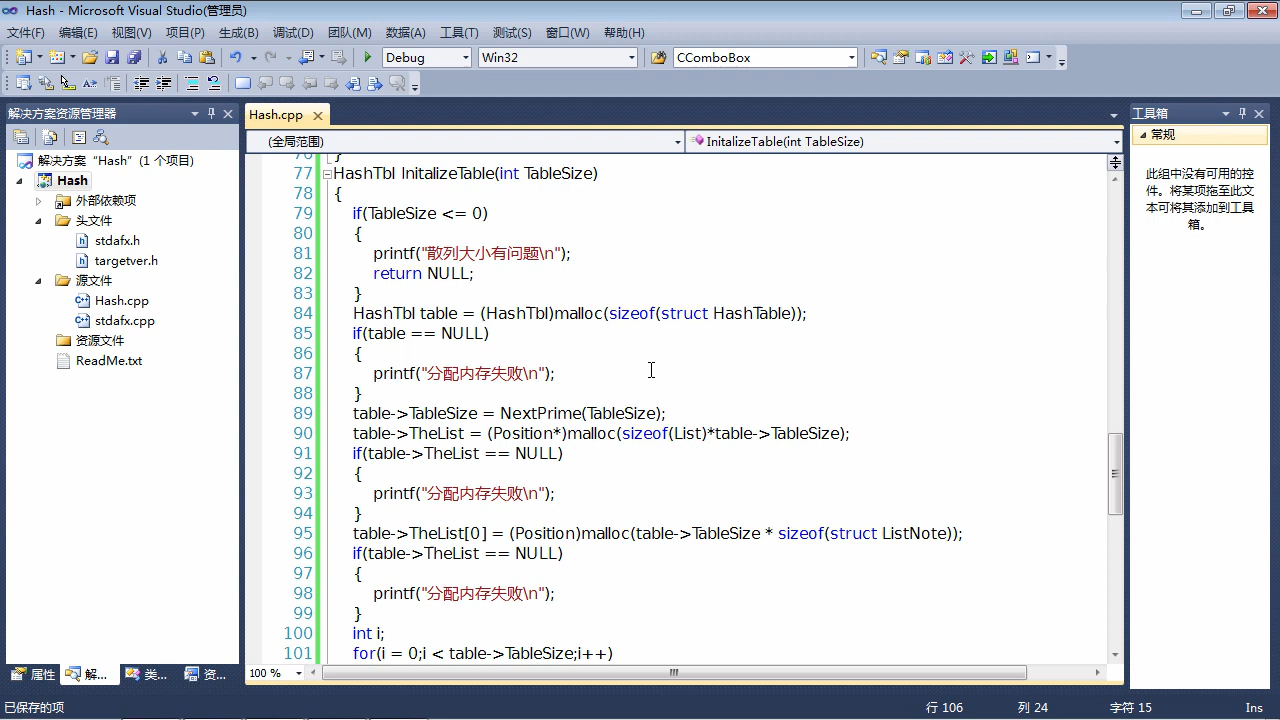 Hash - Microsoft Visual Studio(管理员)
文件(F) 编辑(E) 视图(V) 项目(P) 生成(B) 调试(D) 团队(M) 数据(A) 工具(T) 测试(S) 窗口(W) 帮助(H)
Debug Win32 CComboBox
解决方案资源管理器
解决方案 “Hash” (1 个项目)
Hash
外部依赖项
头文件
stdafx.h
targetver.h
源文件
Hash.cpp
stdafx.cpp
资源文件
ReadMe.txt
属性 解... 类... 资...
Hash.cpp
(全局范围) InitalizeTable(int TableSize)
76 }
77 HashTbl InitalizeTable(int TableSize)
78 {
79 if(TableSize <= 0)
80 {
81 printf("散列大小有问题\n");
82 return NULL;
83 }
84 HashTbl table = (HashTbl)malloc(sizeof(struct HashTable));
85 if(table == NULL)
86 {
87 printf("分配内存失败\n");
88 }
89 table->TableSize = NextPrime(TableSize);
90 table->TheList = (Position*)malloc(sizeof(List)*table->TableSize);
91 if(table->TheList == NULL)
92 {
93 printf("分配内存失败\n");
94 }
95 table->TheList[0] = (Position)malloc(table->TableSize * sizeof(struct ListNote));
96 if(table->TheList == NULL)
97 {
98 printf("分配内存失败\n");
99 }
100 int i;
101 for(i = 0;i < table->TableSize;i++)
100 %
工具箱
常规
此组中没有可用的控
件。将某项拖至此文
本可将其添加到工具
箱。
已保存的项 行 106 列 24 字符 15 Ins